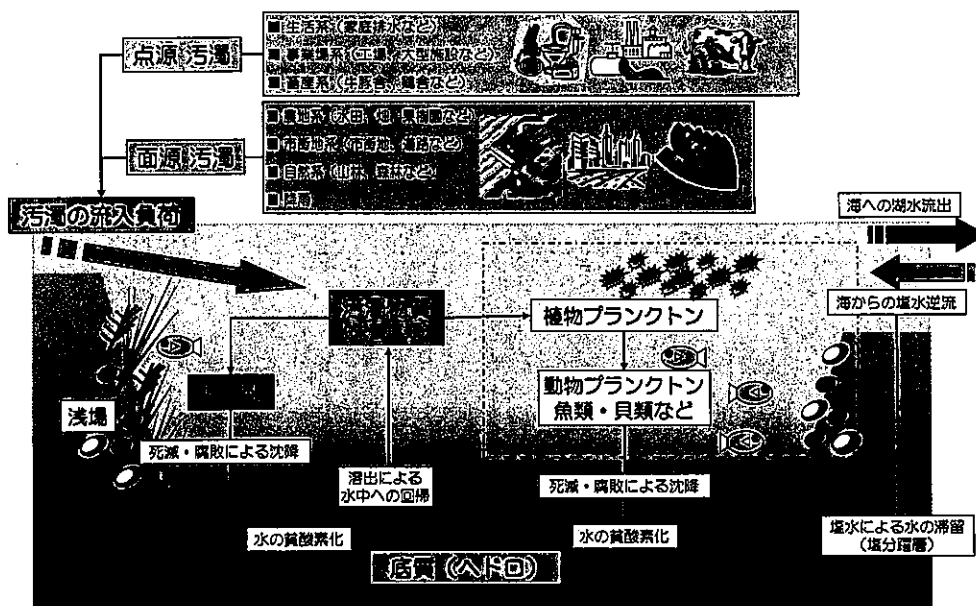 点源 汚濁
■ 生活系 (家庭排水など)
■ 事業場系 (工場、大型施設など)
■ 畜産系 (牛豚舎、鶏舎など)
面源 汚濁
■ 農地系 (水田、畑、果樹園など)
■ 市街地系 (市街地、道路など)
■ 自然系 (山林、森林など)
■ 降雨
汚濁の流入負荷
海への湖水流出
海からの塩水逆流
植物プランクトン
動物プランクトン
魚類・貝類など
浅場
死滅・腐敗による沈降
溶出による
水中への回帰
死滅・腐敗による沈降
水の貧酸素化
水の貧酸素化
塩水による水の滞留
(塩分躍層)
底質 (ヘドロ)